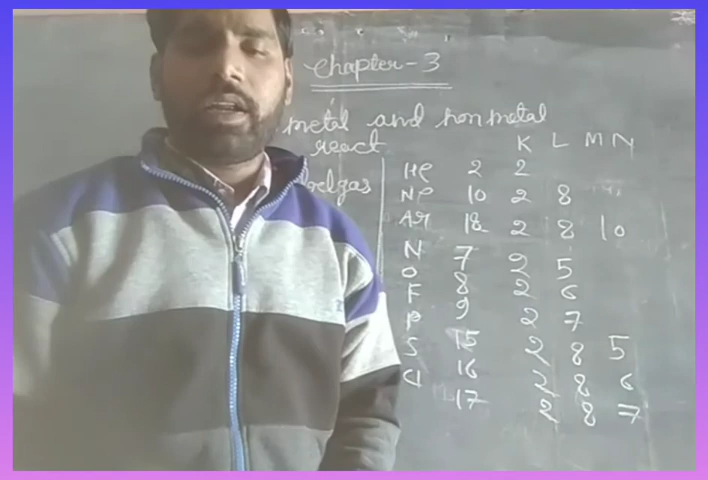 Chapter-3
metal and non metal
react
K L M N
He 2 2
Ne 10 2 8
Ar 18 2 8 10
N 7 2 5
O 8 2 6
F 9 2 7
P 15 2 8 5
S 16 2 8 6
Cl 17 2 8 7